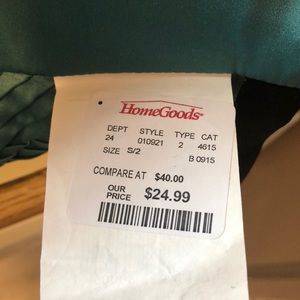 HomeGoods®
DEPT STYLE TYPE CAT
24 010921 2 4615
SIZE S/2 B 0915
COMPARE AT $40.00
OUR PRICE $24.99